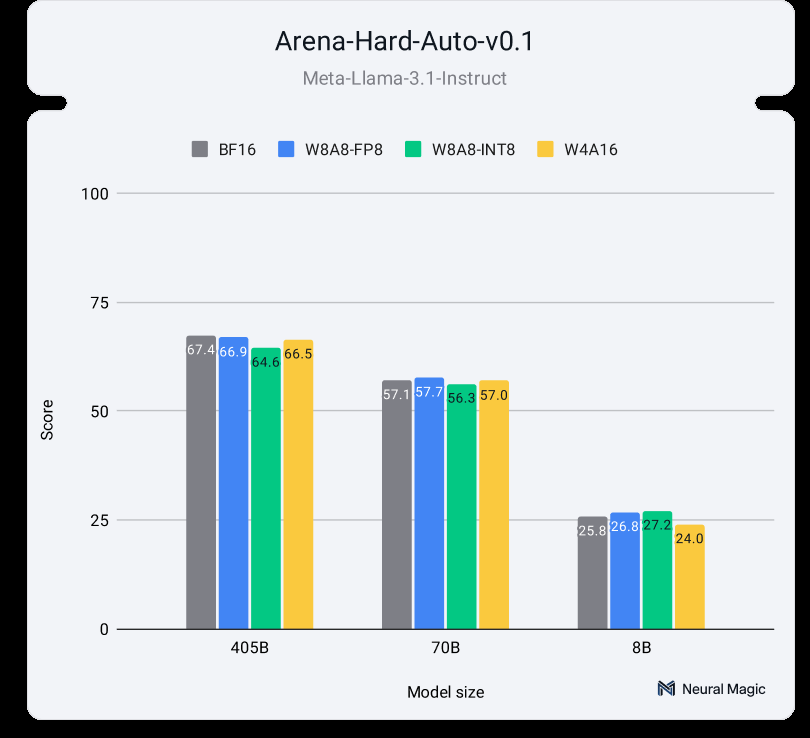 Arena-Hard-Auto-v0.1
Meta-Llama-3.1-Instruct
BF16 W8A8-FP8 W8A8-INT8 W4A16
100
75
50
25
0
Score
67.4 66.9 64.6 66.5
57.1 57.7 56.3 57.0
25.8 26.8 27.2 24.0
405B 70B 8B
Model size
Neural Magic